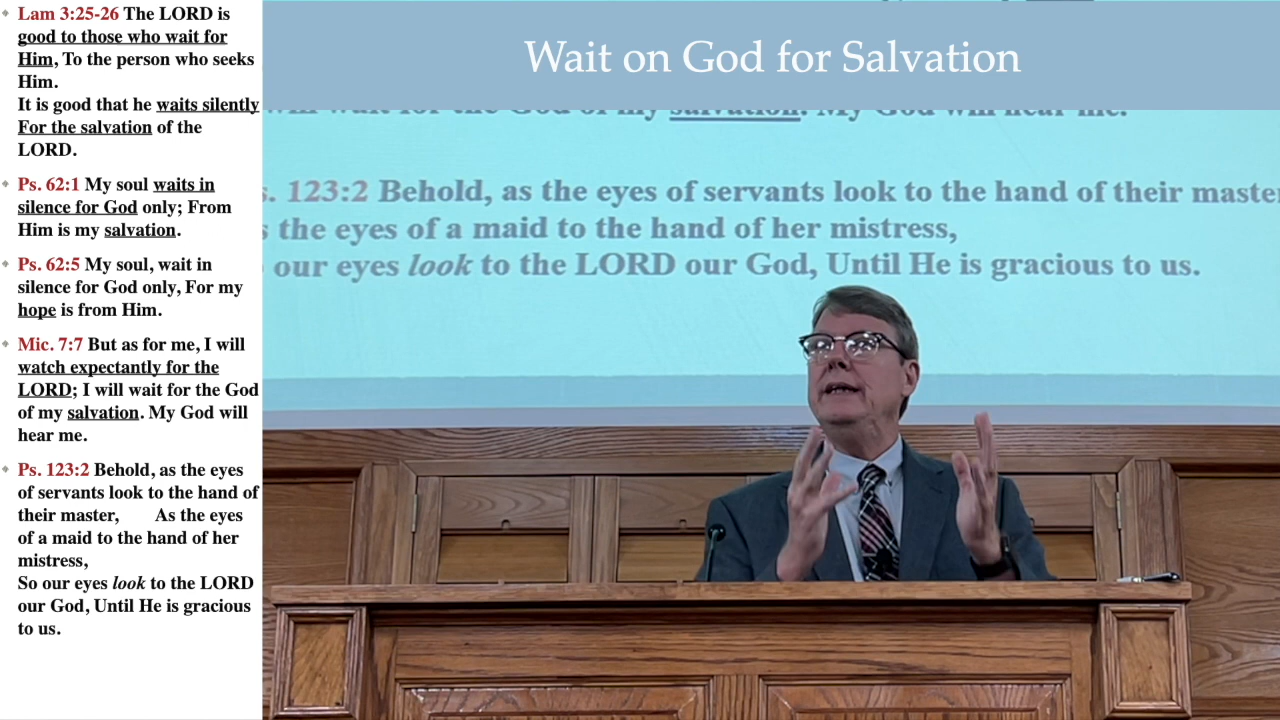 Lam 3:25-26 The LORD is
good to those who wait for
Him, To the person who seeks
Him.
It is good that he waits silently
For the salvation of the
LORD.
Ps. 62:1 My soul waits in
silence for God only; From
Him is my salvation.
Ps. 62:5 My soul, wait in
silence for God only, For my
hope is from Him.
Mic. 7:7 But as for me, I will
watch expectantly for the
LORD; I will wait for the God
of my salvation. My God will
hear me.
Ps. 123:2 Behold, as the eyes
of servants look to the hand of
their master, As the eyes
of a maid to the hand of her
mistress,
So our eyes look to the LORD
our God, Until He is gracious
to us.
Wait on God for Salvation
will wait for the God of my salvation. My God will hear me.
s. 123:2 Behold, as the eyes of servants look to the hand of their master
s the eyes of a maid to the hand of her mistress,
our eyes look to the LORD our God, Until He is gracious to us.